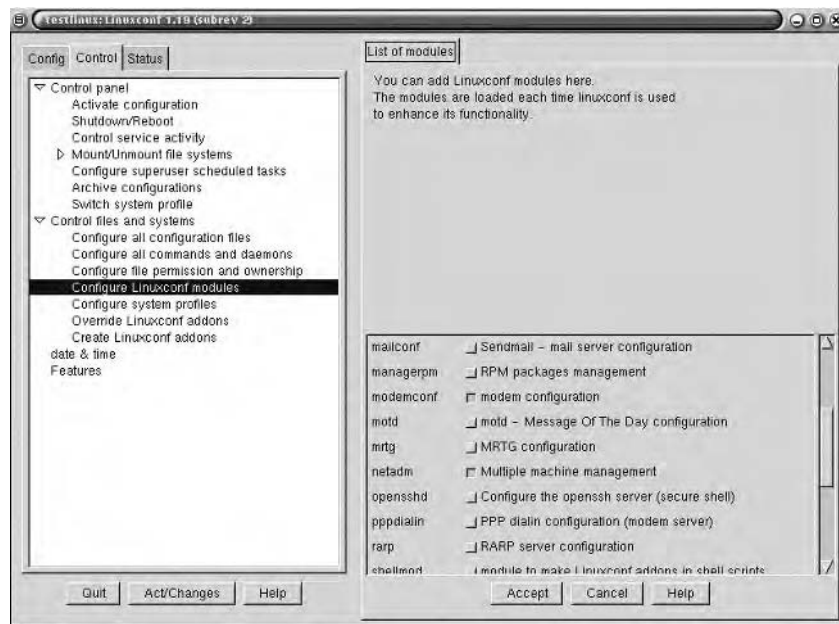 testlinux: Linuxconf 1.19 (subrev 2)
Config Control Status
Control panel
Activate configuration
Shutdown/Reboot
Control service activity
Mount/Unmount file systems
Configure superuser scheduled tasks
Archive configurations
Switch system profile
Control files and systems
Configure all configuration files
Configure all commands and daemons
Configure file permission and ownership
Configure Linuxconf modules
Configure system profiles
Override Linuxconf addons
Create Linuxconf addons
date & time
Features
Quit Act/Changes Help
List of modules
You can add Linuxconf modules here.
The modules are loaded each time linuxconf is used
to enhance its functionality.
mailconf Sendmail - mail server configuration
managerpm RPM packages management
modemconf modem configuration
motd motd - Message Of The Day configuration
mrtg MRTG configuration
netadm Multiple machine management
opensshd Configure the openssh server (secure shell)
pppdialin PPP dialin configuration (modem server)
rarp RARP server configuration
shellmod module to make Linuxconf addons in shell scripts
Accept Cancel Help